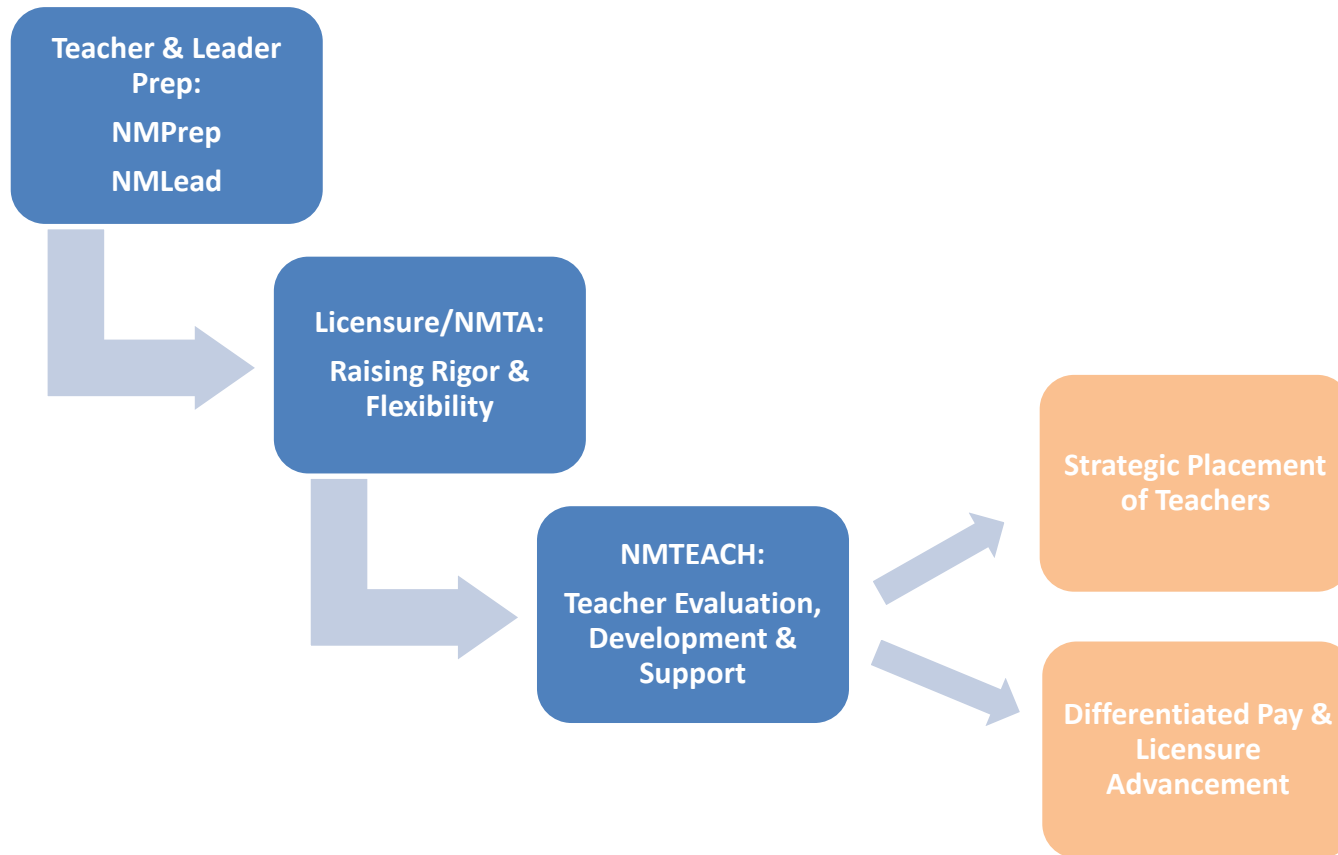 Teacher & Leader
Prep:
NMPrep
NMLead
Licensure/NMTA:
Raising Rigor &
Flexibility
NMTEACH:
Teacher Evaluation,
Development &
Support
Strategic Placement
of Teachers
Differentiated Pay &
Licensure
Advancement